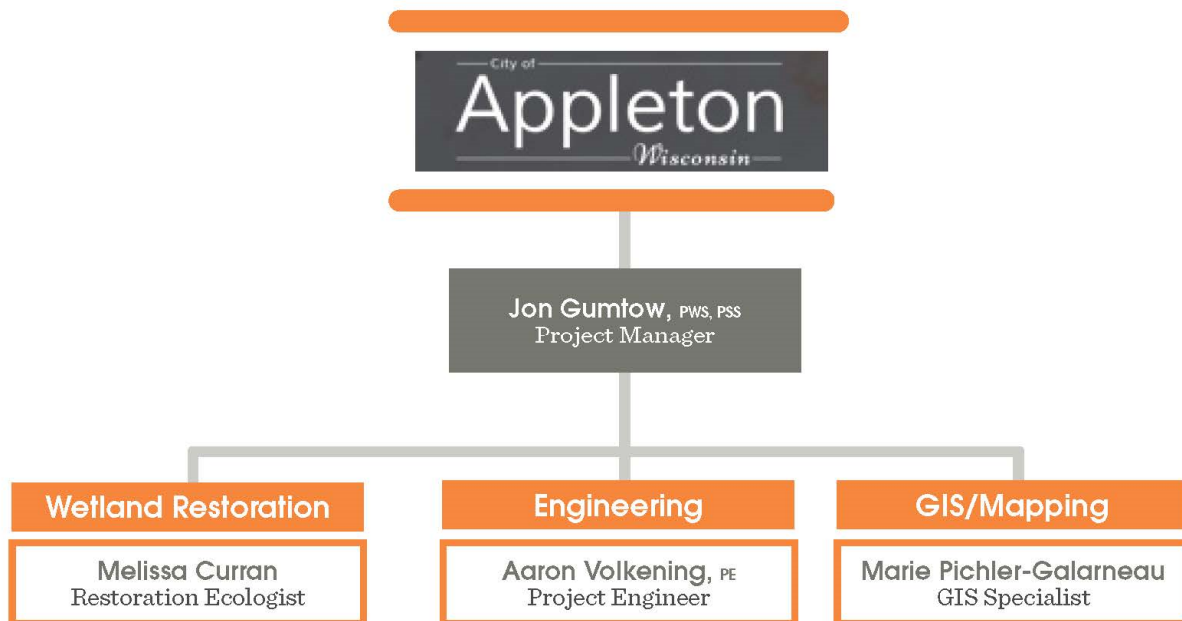 City of
Appleton
Wisconsin
Jon Gumtow, PWS, PSS
Project Manager
Wetland Restoration
Melissa Curran
Restoration Ecologist
Engineering
Aaron Volkening, PE
Project Engineer
GIS/Mapping
Marie Pichler-Galarneau
GIS Specialist